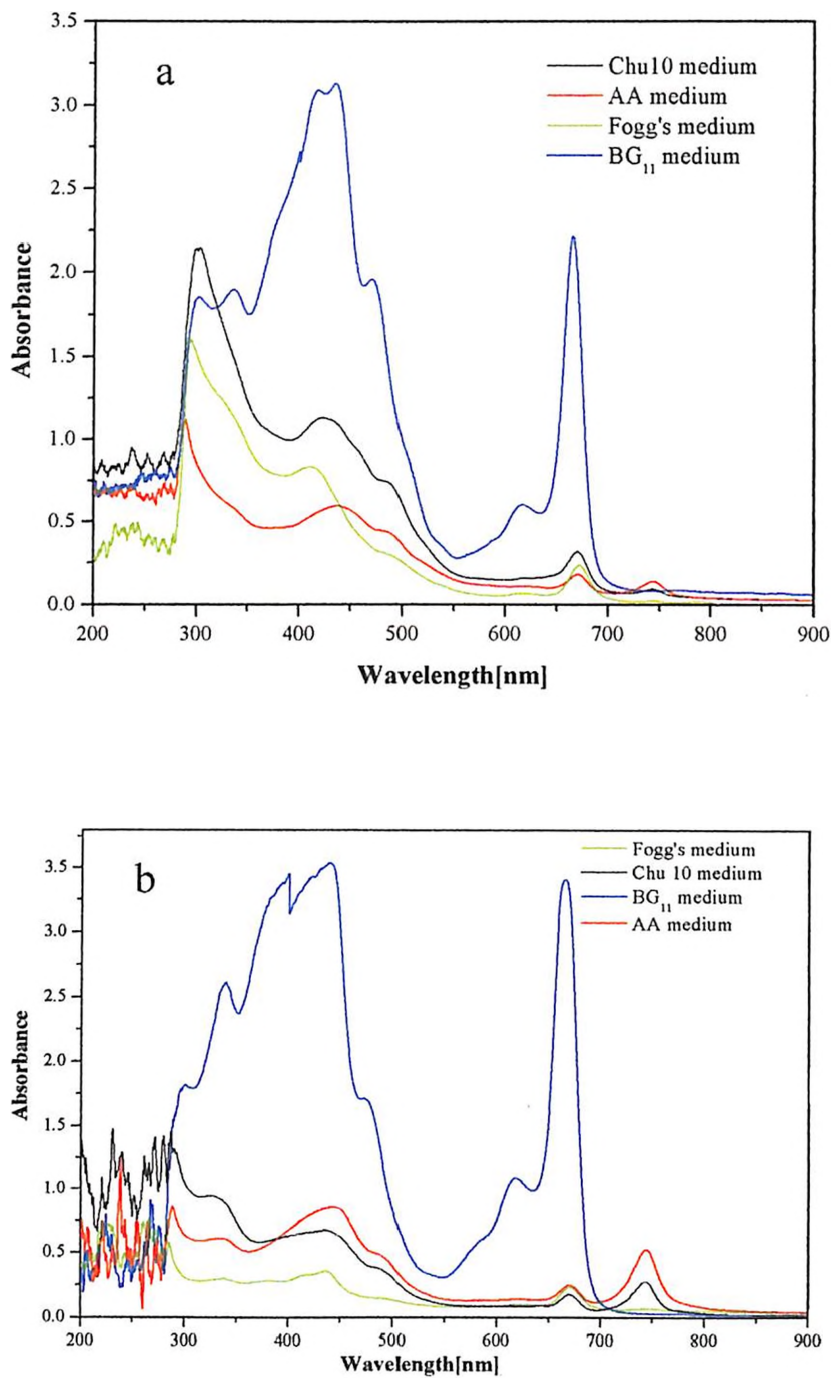 a
Chu10 medium
AA medium
Fogg's medium
BG11 medium
3.5
3.0
2.5
2.0
1.5
1.0
0.5
0.0
Absorbance
200 300 400 500 600 700 800 900
Wavelength[nm]
b
Fogg's medium
Chu 10 medium
BG11 medium
AA medium
3.5
3.0
2.5
2.0
1.5
1.0
0.5
0.0
Absorbance
200 300 400 500 600 700 800 900
Wavelength[nm]